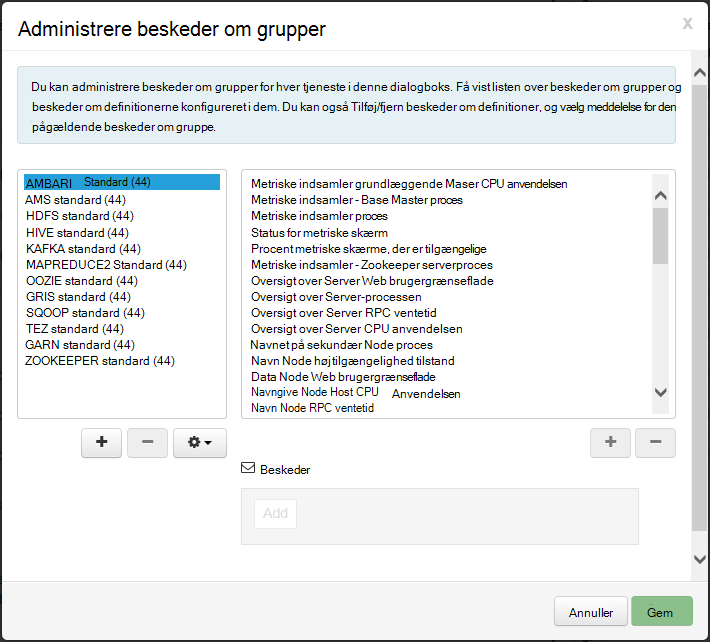 Administrere beskeder om grupper
x
Du kan administrere beskeder om grupper for hver tjeneste i denne dialogboks. Få vist listen over beskeder om grupper og
beskeder om definitionerne konfigureret i dem. Du kan også Tilføj/fjern beskeder om definitioner, og vælg meddelelse for den
pågældende beskeder om gruppe.
AMBARI Standard (44)
AMS standard (44)
HDFS standard (44)
HIVE standard (44)
KAFKA standard (44)
MAPREDUCE2 Standard (44)
OOZIE standard (44)
GRIS standard (44)
SQOOP standard (44)
TEZ standard (44)
GARN standard (44)
ZOOKEEPER standard (44)
Metriske indsamler grundlæggende Maser CPU anvendelsen
Metriske indsamler - Base Master proces
Metriske indsamler proces
Status for metriske skærm
Procent metriske skærme, der er tilgængelige
Metriske indsamler - Zookeeper serverproces
Oversigt over Server Web brugergrænseflade
Oversigt over Server-processen
Oversigt over Server RPC ventetid
Oversigt over Server CPU anvendelsen
Navnet på sekundær Node proces
Navn Node højtilgængelighed tilstand
Data Node Web brugergrænseflade
Navngive Node Host CPU Anvendelsen
Navn Node RPC ventetid
Beskeder
Add
Annuller
Gem